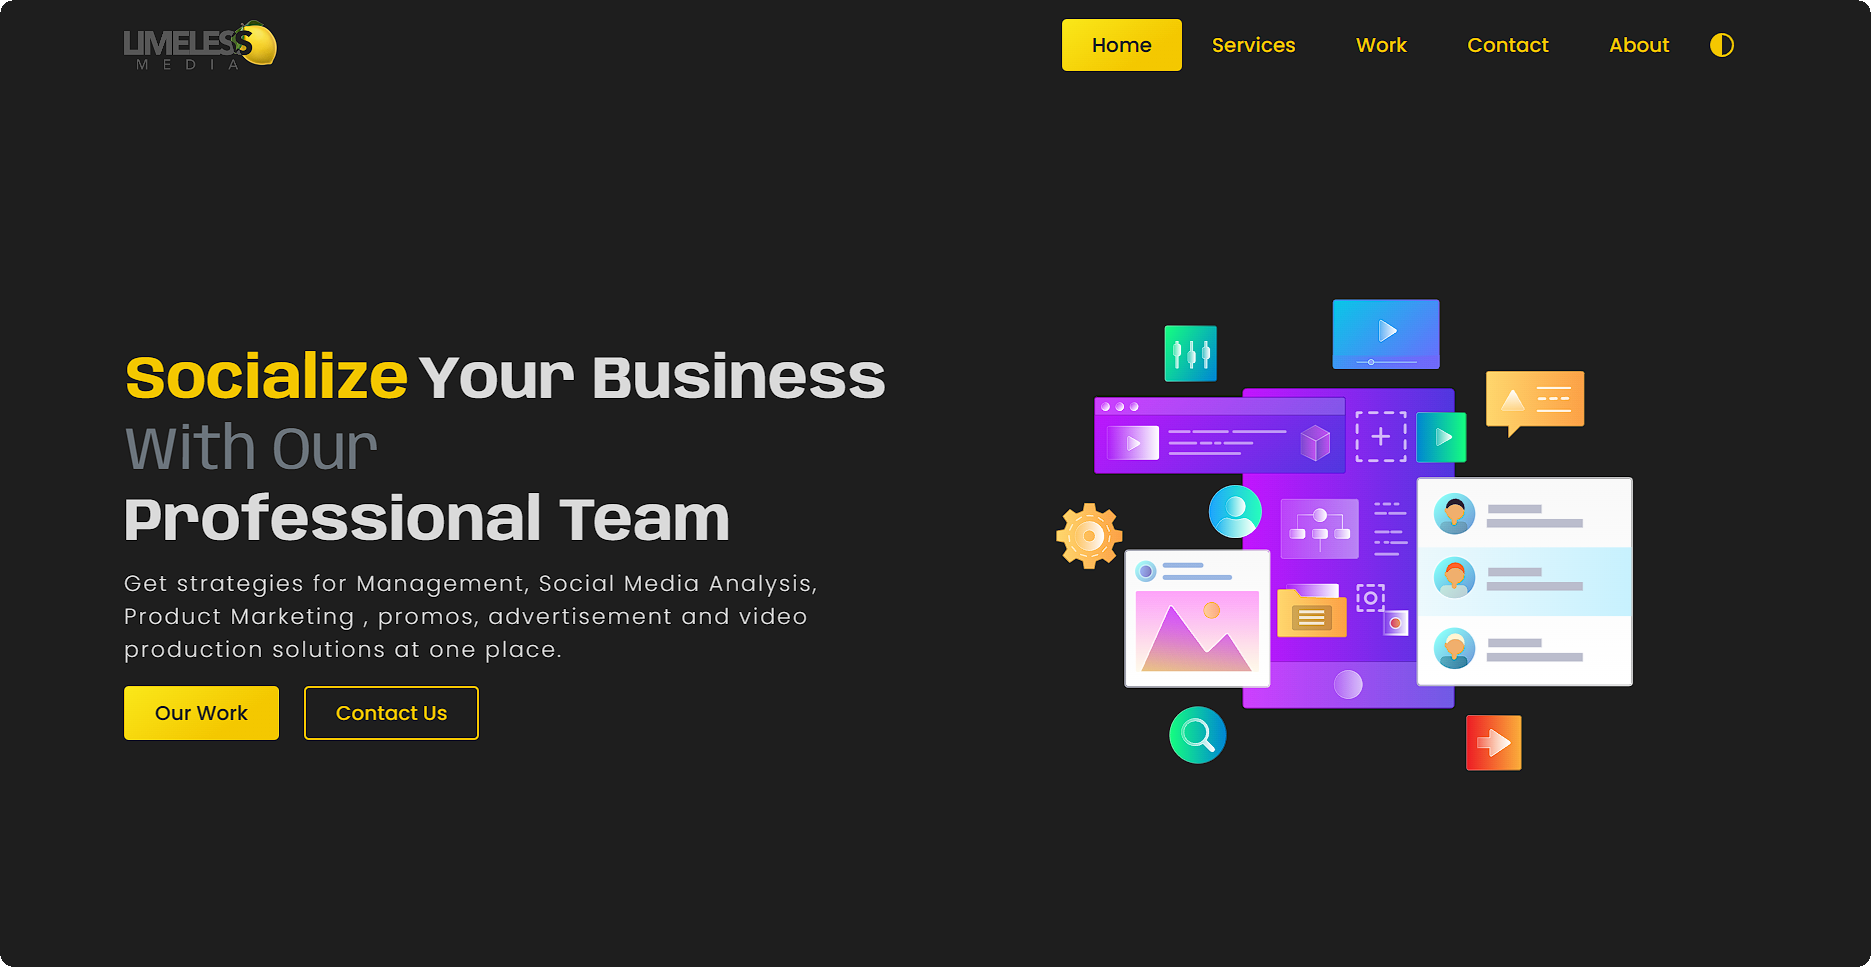 LIMELESS
MEDIA
Home
Services
Work
Contact
About
Socialize Your Business
With Our
Professional Team
Get strategies for Management, Social Media Analysis,
Product Marketing , promos, advertisement and video
production solutions at one place.
Our Work
Contact Us